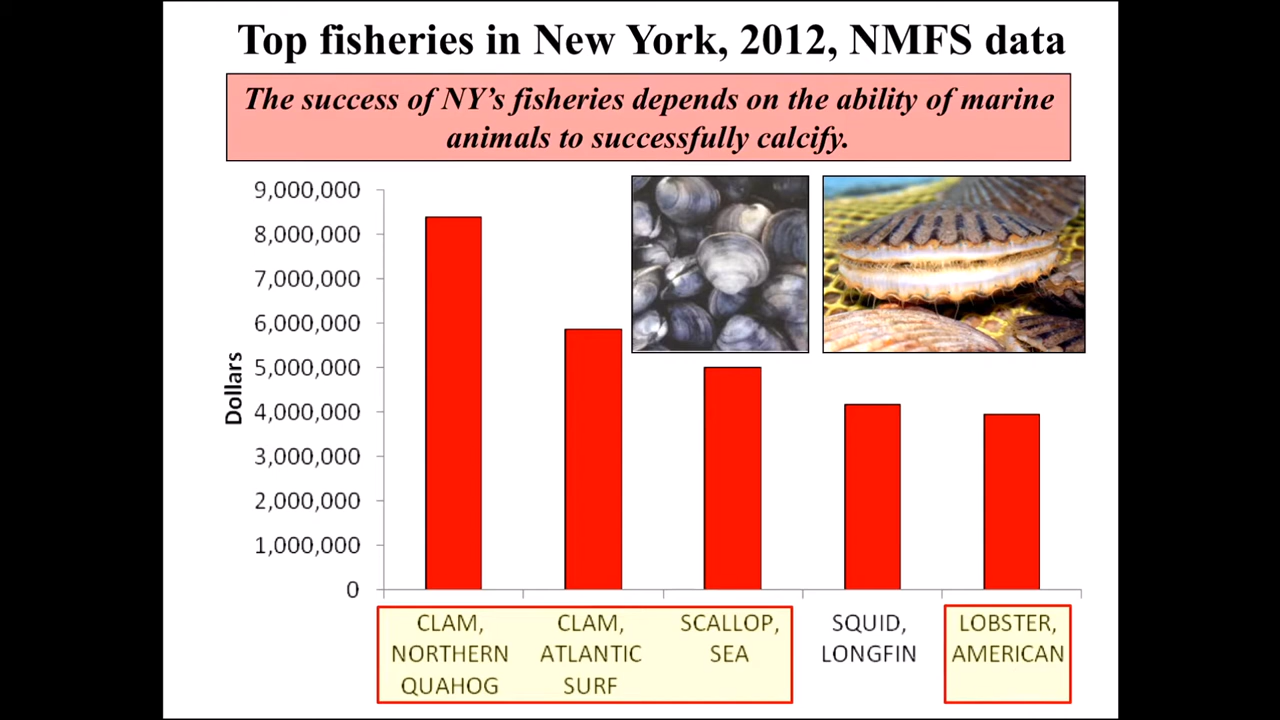 Top fisheries in New York, 2012, NMFS data
The success of NY’s fisheries depends on the ability of marine
animals to successfully calcify.
9,000,000
8,000,000
7,000,000
6,000,000
5,000,000
4,000,000
3,000,000
2,000,000
1,000,000
0
Dollars
CLAM,
NORTHERN
QUAHOG
CLAM,
ATLANTIC
SURF
SCALLOP,
SEA
SQUID,
LONGFIN
LOBSTER,
AMERICAN